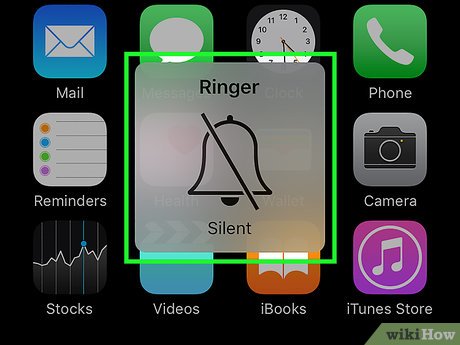 Mail Messages Clock Phone
Ringer
Reminders Health Wallet Camera
Silent
Stocks Videos iBooks iTunes Store
wikiHow